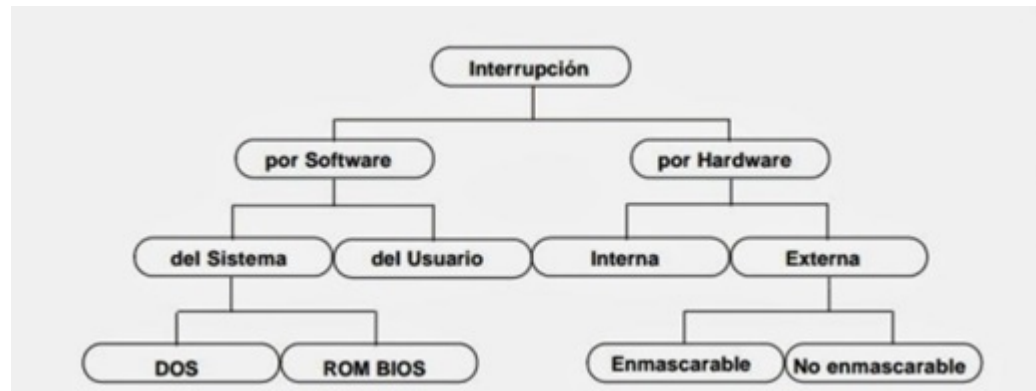 Interrupción
por Software
por Hardware
del Sistema
del Usuario
Interna
Externa
DOS
ROM BIOS
Enmascarable
No enmascarable